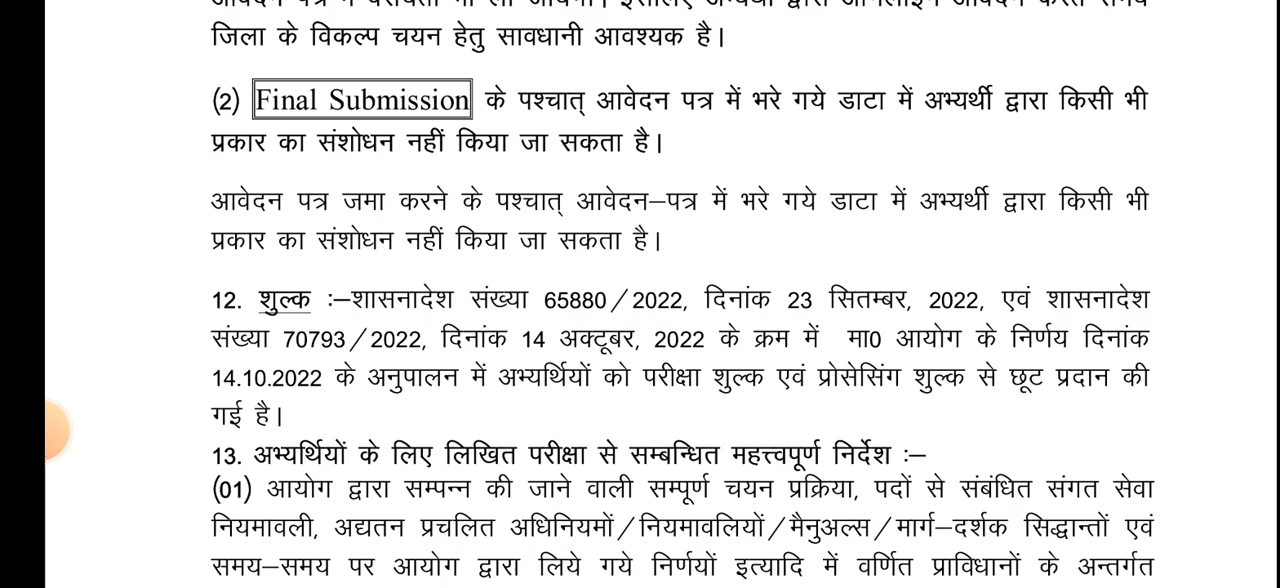 जिला के विकल्प चयन हेतु सावधानी आवश्यक है।
(2) Final Submission के पश्चात् आवेदन पत्र में भरे गये डाटा में अभ्यर्थी द्वारा किसी भी
प्रकार का संशोधन नहीं किया जा सकता है।
आवेदन पत्र जमा करने के पश्चात् आवेदन–पत्र में भरे गये डाटा में अभ्यर्थी द्वारा किसी भी
प्रकार का संशोधन नहीं किया जा सकता है।
12. शुल्क :–शासनादेश संख्या 65880/2022, दिनांक 23 सितम्बर, 2022, एवं शासनादेश
संख्या 70793/2022, दिनांक 14 अक्टूबर, 2022 के क्रम में मा0 आयोग के निर्णय दिनांक
14.10.2022 के अनुपालन में अभ्यर्थियों को परीक्षा शुल्क एवं प्रोसेसिंग शुल्क से छूट प्रदान की
गई है।
13. अभ्यर्थियों के लिए लिखित परीक्षा से सम्बन्धित महत्त्वपूर्ण निर्देश :–
(01) आयोग द्वारा सम्पन्न की जाने वाली सम्पूर्ण चयन प्रक्रिया, पदों से संबंधित संगत सेवा
नियमावली, अद्यतन प्रचलित अधिनियमों/नियमावलियों/मैनुअल्स/मार्ग–दर्शक सिद्धान्तों एवं
समय–समय पर आयोग द्वारा लिये गये निर्णयों इत्यादि में वर्णित प्राविधानों के अन्तर्गत